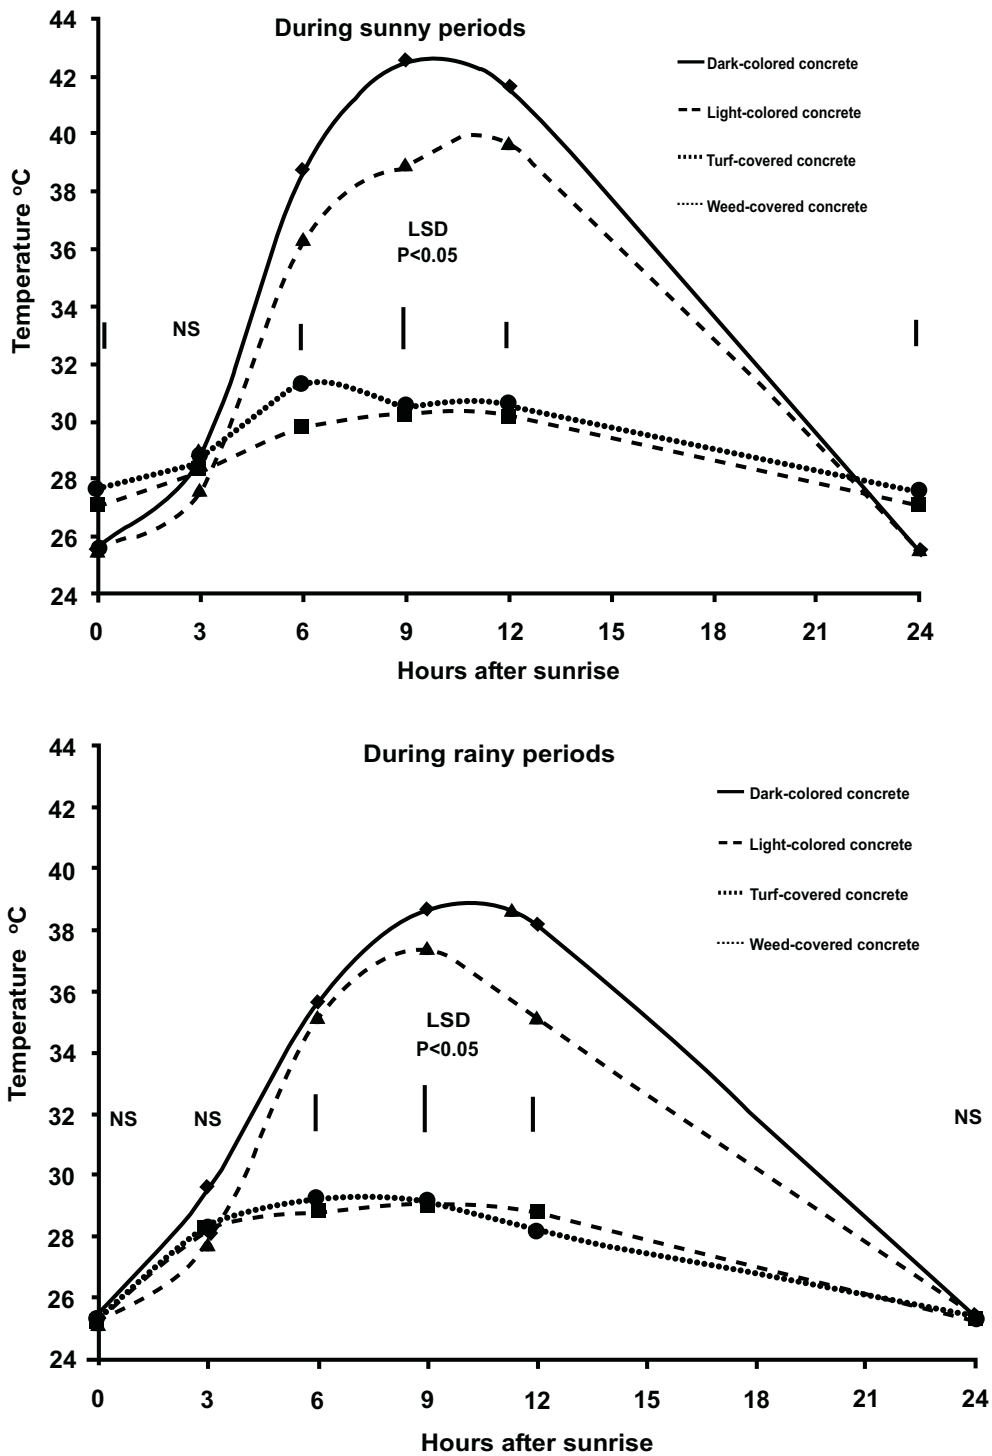 During sunny periods
44
42
40
38
36
34
32
30
28
26
24
Temperature ºC
Dark-colored concrete
Light-colored concrete
Turf-covered concrete
Weed-covered concrete
LSD
P<0.05
NS
0 3 6 9 12 15 18 21 24
Hours after sunrise
During rainy periods
44
42
40
38
36
34
32
30
28
26
24
Temperature ºC
Dark-colored concrete
Light-colored concrete
Turf-covered concrete
Weed-covered concrete
LSD
P<0.05
NS NS NS
0 3 6 9 12 15 18 21 24
Hours after sunrise